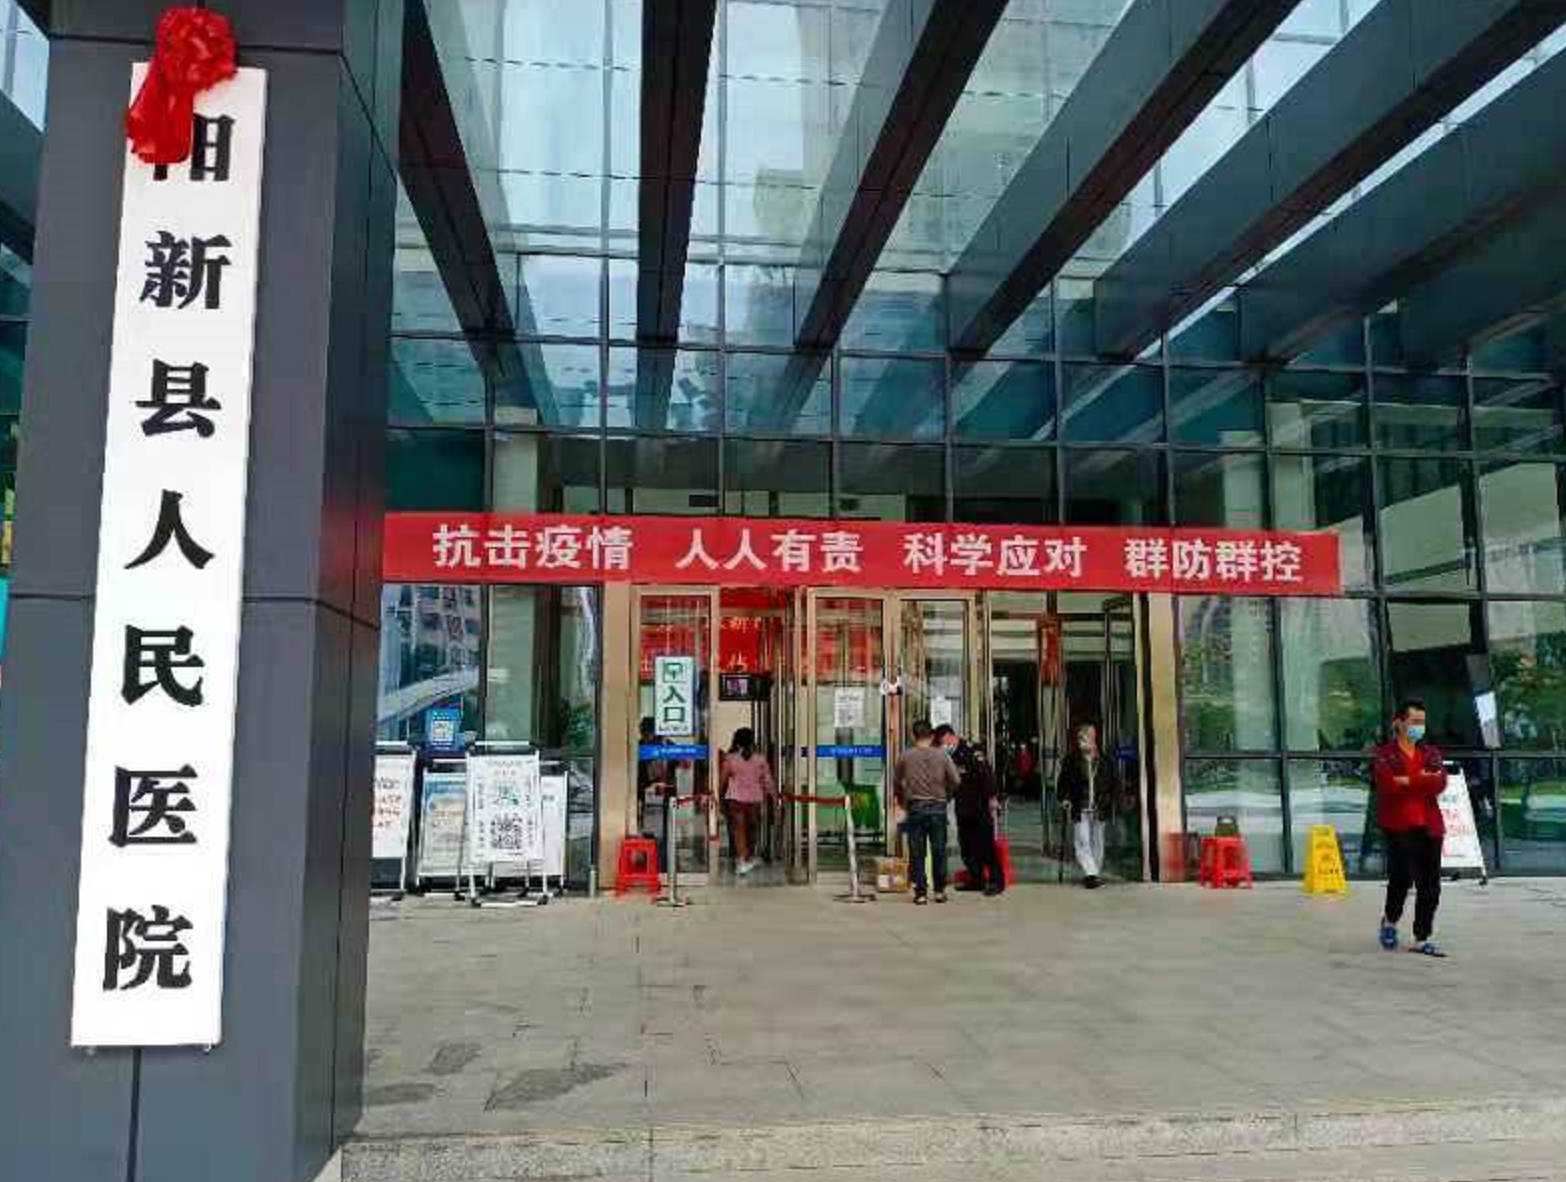 阳新县人民医院
抗击疫情 人人有责 科学应对 群防群控
入口